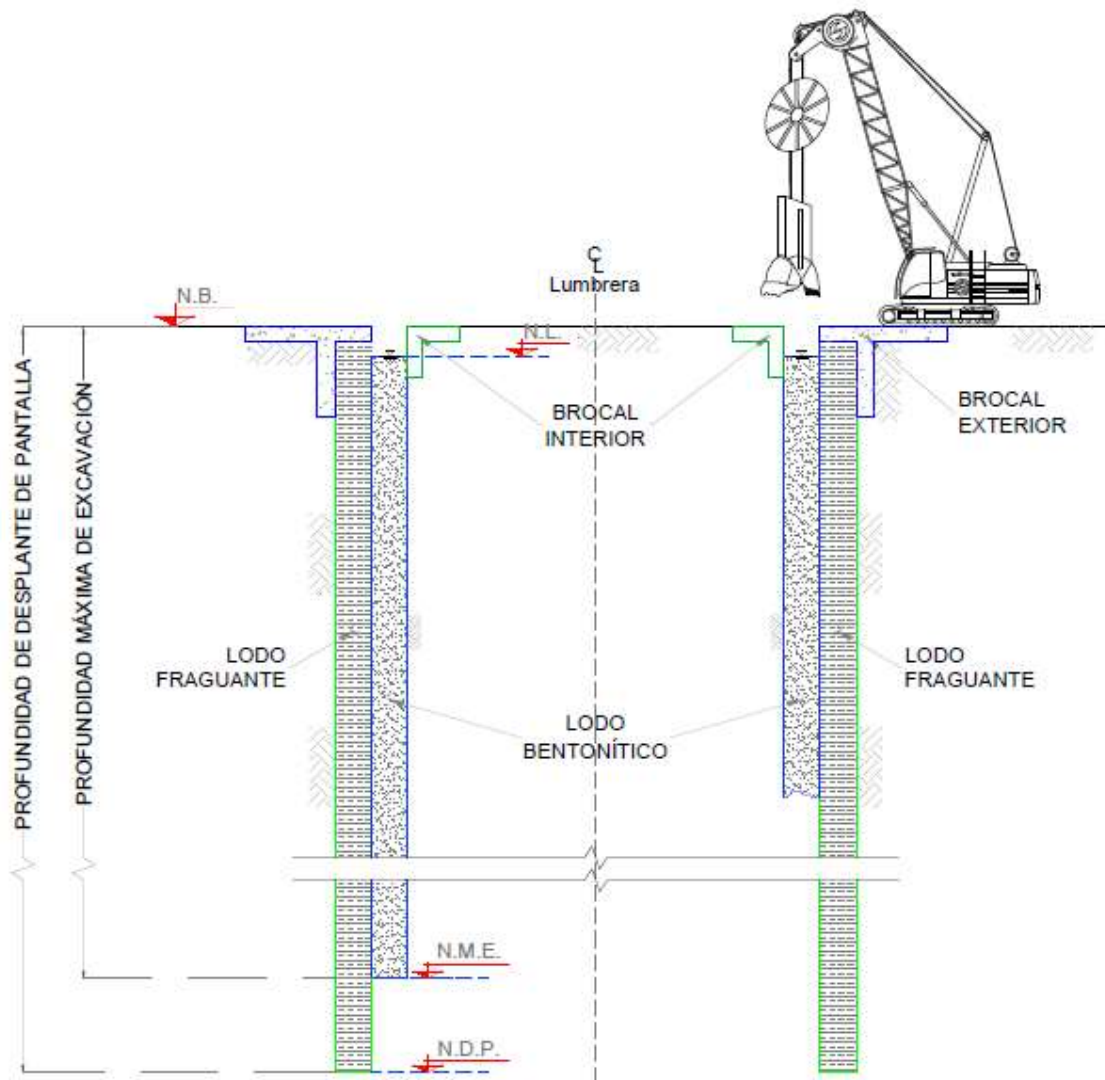 C
L
Lumbrera
N.B.
N.L.
BROCAL
INTERIOR
BROCAL
EXTERIOR
PROFUNDIDAD DE DESPLANTE DE PANTALLA
PROFUNDIDAD MÁXIMA DE EXCAVACIÓN
LODO
FRAGUANTE
LODO
FRAGUANTE
LODO
BENTONÍTICO
N.M.E.
N.D.P.